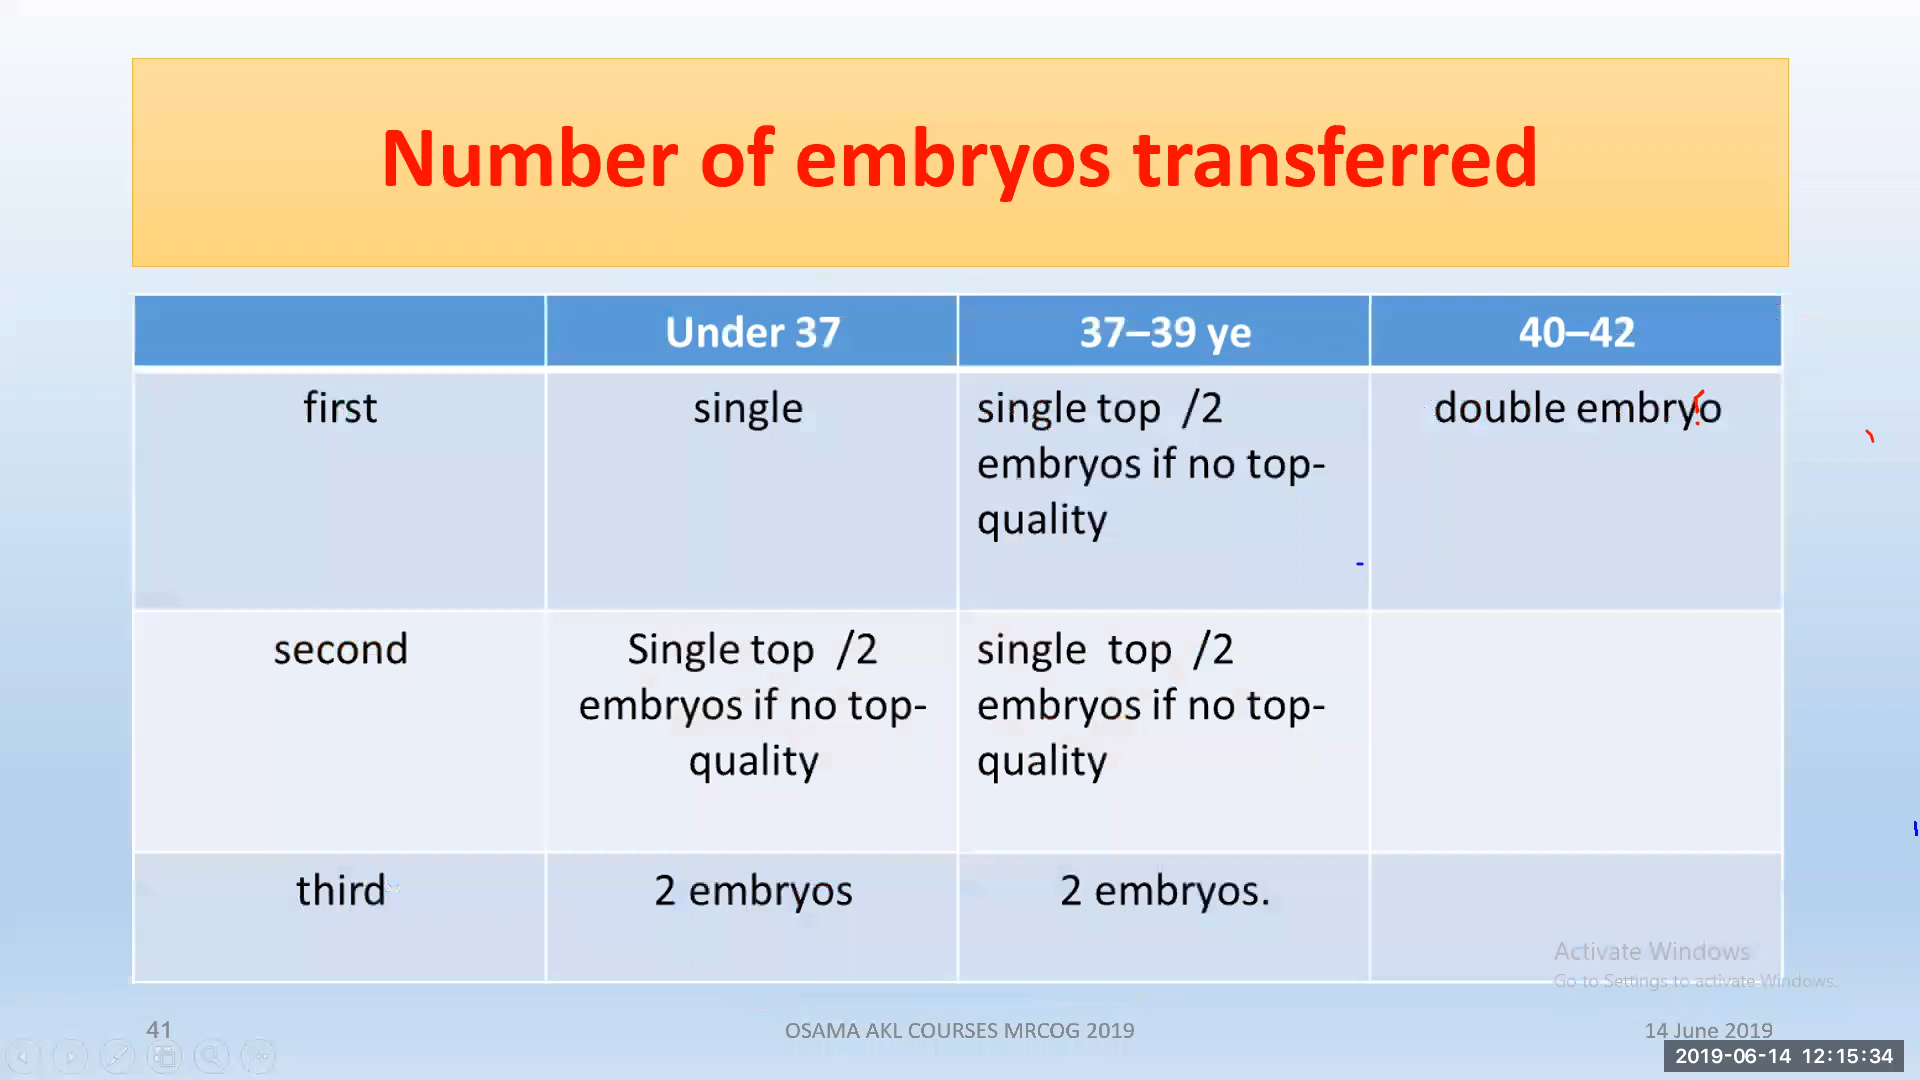 Number of embryos transferred
Under 37
37–39 ye
40–42
first
single
single top /2
embryos if no top-
quality
double embryo
second
Single top /2
embryos if no top-
quality
single top /2
embryos if no top-
quality
third
2 embryos
2 embryos.
Activate Windows
Go to Settings to activate Windows.
41
OSAMA AKL COURSES MRCOG 2019
14 June 2019
2019-06-14 12:15:34